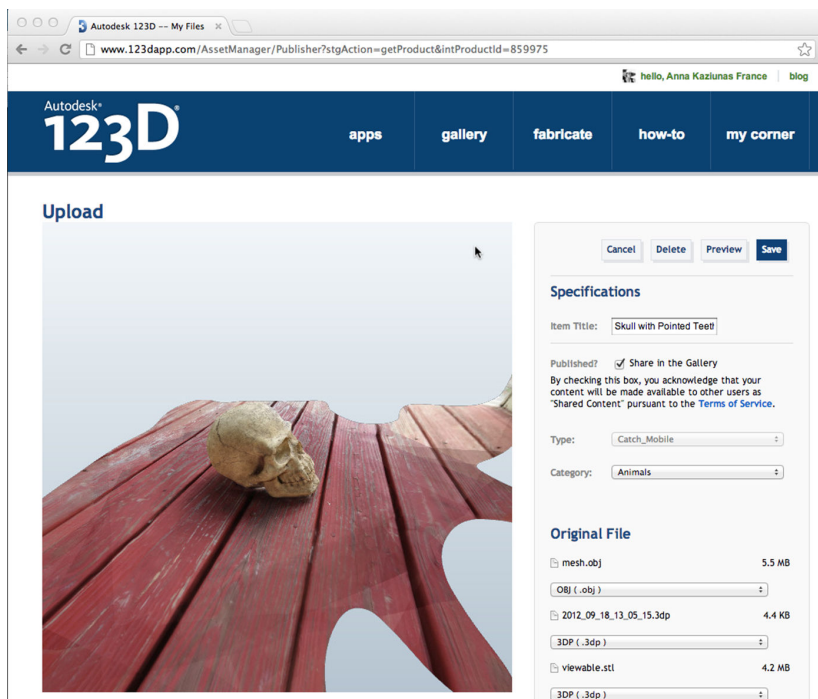 Autodesk 123D -- My Files
www.123dapp.com/AssetManager/Publisher?stgAction=getProduct&intProductId=859975
hello, Anna Kaziunas France blog
Autodesk®
123D®
apps gallery fabricate how-to my corner
Upload
Cancel Delete Preview Save
Specifications
Item Title: Skull with Pointed Teeth
Published? Share in the Gallery
By checking this box, you acknowledge that your
content will be made available to other users as
"Shared Content" pursuant to the Terms of Service.
Type: Catch_Mobile
Category: Animals
Original File
mesh.obj 5.5 MB
OBJ ( .obj )
2012_09_18_13_05_15.3dp 4.4 KB
3DP ( .3dp )
viewable.stl 4.2 MB
3DP ( .3dp )